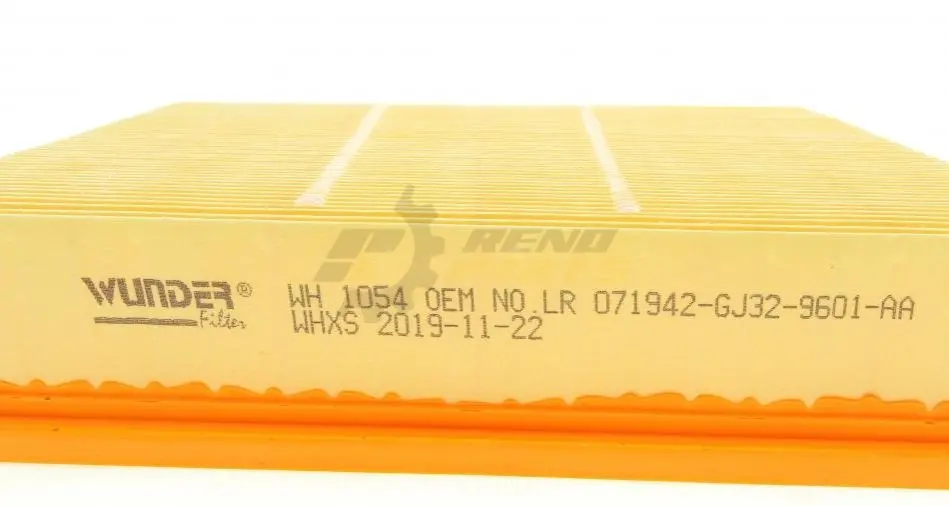 RENO
WUNDER®
Filter
WH 1054 OEM NO.LR 071942-GJ32-9601-AA
WHXS 2019-11-22